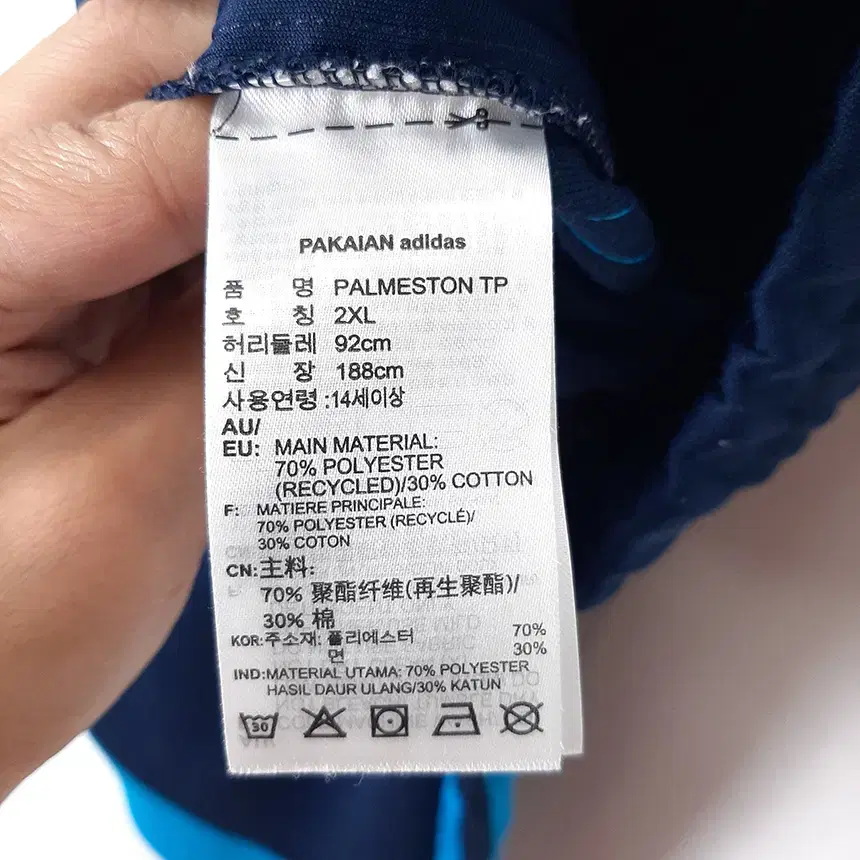 PAKAIAN adidas
품 명 PALMESTON TP
호 칭 2XL
허리둘레 92cm
신 장 188cm
사용연령 :14세이상
AU/
EU: MAIN MATERIAL:
70% POLYESTER
(RECYCLED)/30% COTTON
F: MATIERE PRINCIPALE:
70% POLYESTER (RECYCLÉ)/
30% COTON
CN:主料:
70% 聚酯纤维(再生聚酯)/
30% 棉
KOR:주소재: 폴리에스터 70%
면 30%
IND:MATERIAL UTAMA: 70% POLYESTER
HASIL DAUR ULANG/30% KATUN
30